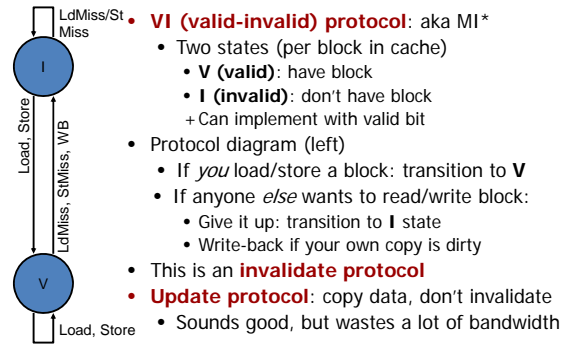 LdMiss/St
Miss
I
Load, Store
LdMiss, StMiss, WB
V
Load, Store
• VI (valid-invalid) protocol: aka MI*
• Two states (per block in cache)
• V (valid): have block
• I (invalid): don't have block
+ Can implement with valid bit
• Protocol diagram (left)
• If you load/store a block: transition to V
• If anyone else wants to read/write block:
• Give it up: transition to I state
• Write-back if your own copy is dirty
• This is an invalidate protocol
• Update protocol: copy data, don't invalidate
• Sounds good, but wastes a lot of bandwidth